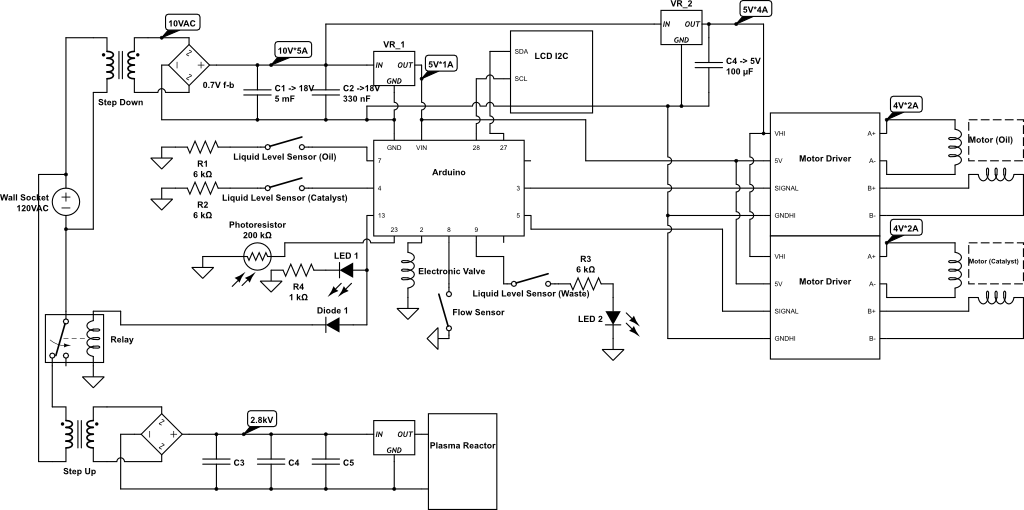 VR_2
10VAC
IN OUT
GND
5V*4A
VR_1
10V*5A
IN OUT
GND
5V*1A
SDA
LCD I2C
SCL
C4 -> 5V
100 µF
0.7V f-b
C1 -> 18V
5 mF
C2 ->18V
330 nF
Step Down
4V*2A
VHI
A+
Motor (Oil)
5V
Motor Driver
A-
SIGNAL
B+
GNDHI
B-
GND
VIN
28
27
Arduino
7
4
13
3
5
23
2
8
9
R1
6 kΩ
Liquid Level Sensor (Oil)
R2
6 kΩ
Liquid Level Sensor (Catalyst)
Wall Socket
120VAC
Photoresistor
200 kΩ
LED 1
R4
1 kΩ
Diode 1
Electronic Valve
Flow Sensor
R3
6 kΩ
Liquid Level Sensor (Waste)
LED 2
4V*2A
VHI
A+
Motor (Catalyst)
5V
Motor Driver
A-
SIGNAL
B+
GNDHI
B-
Relay
2.8kV
IN OUT
GND
Plasma Reactor
C3
C4
C5
Step Up